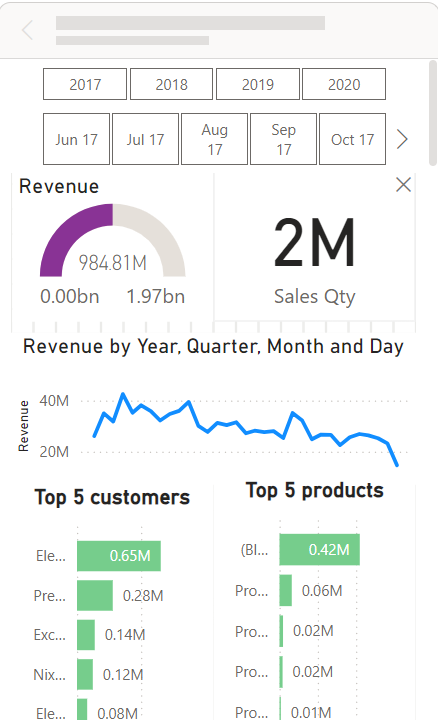 2017 2018 2019 2020
Jun 17 Jul 17 Aug 17 Sep 17 Oct 17
Revenue
984.81M
0.00bn 1.97bn
2M
Sales Qty
Revenue by Year, Quarter, Month and Day
Revenue
40M
20M
Top 5 customers
Ele... 0.65M
Pre... 0.28M
Exc... 0.14M
Nix... 0.12M
Ele... 0.08M
Top 5 products
(Bl... 0.42M
Pro... 0.06M
Pro... 0.02M
Pro... 0.02M
Pro... 0.01M